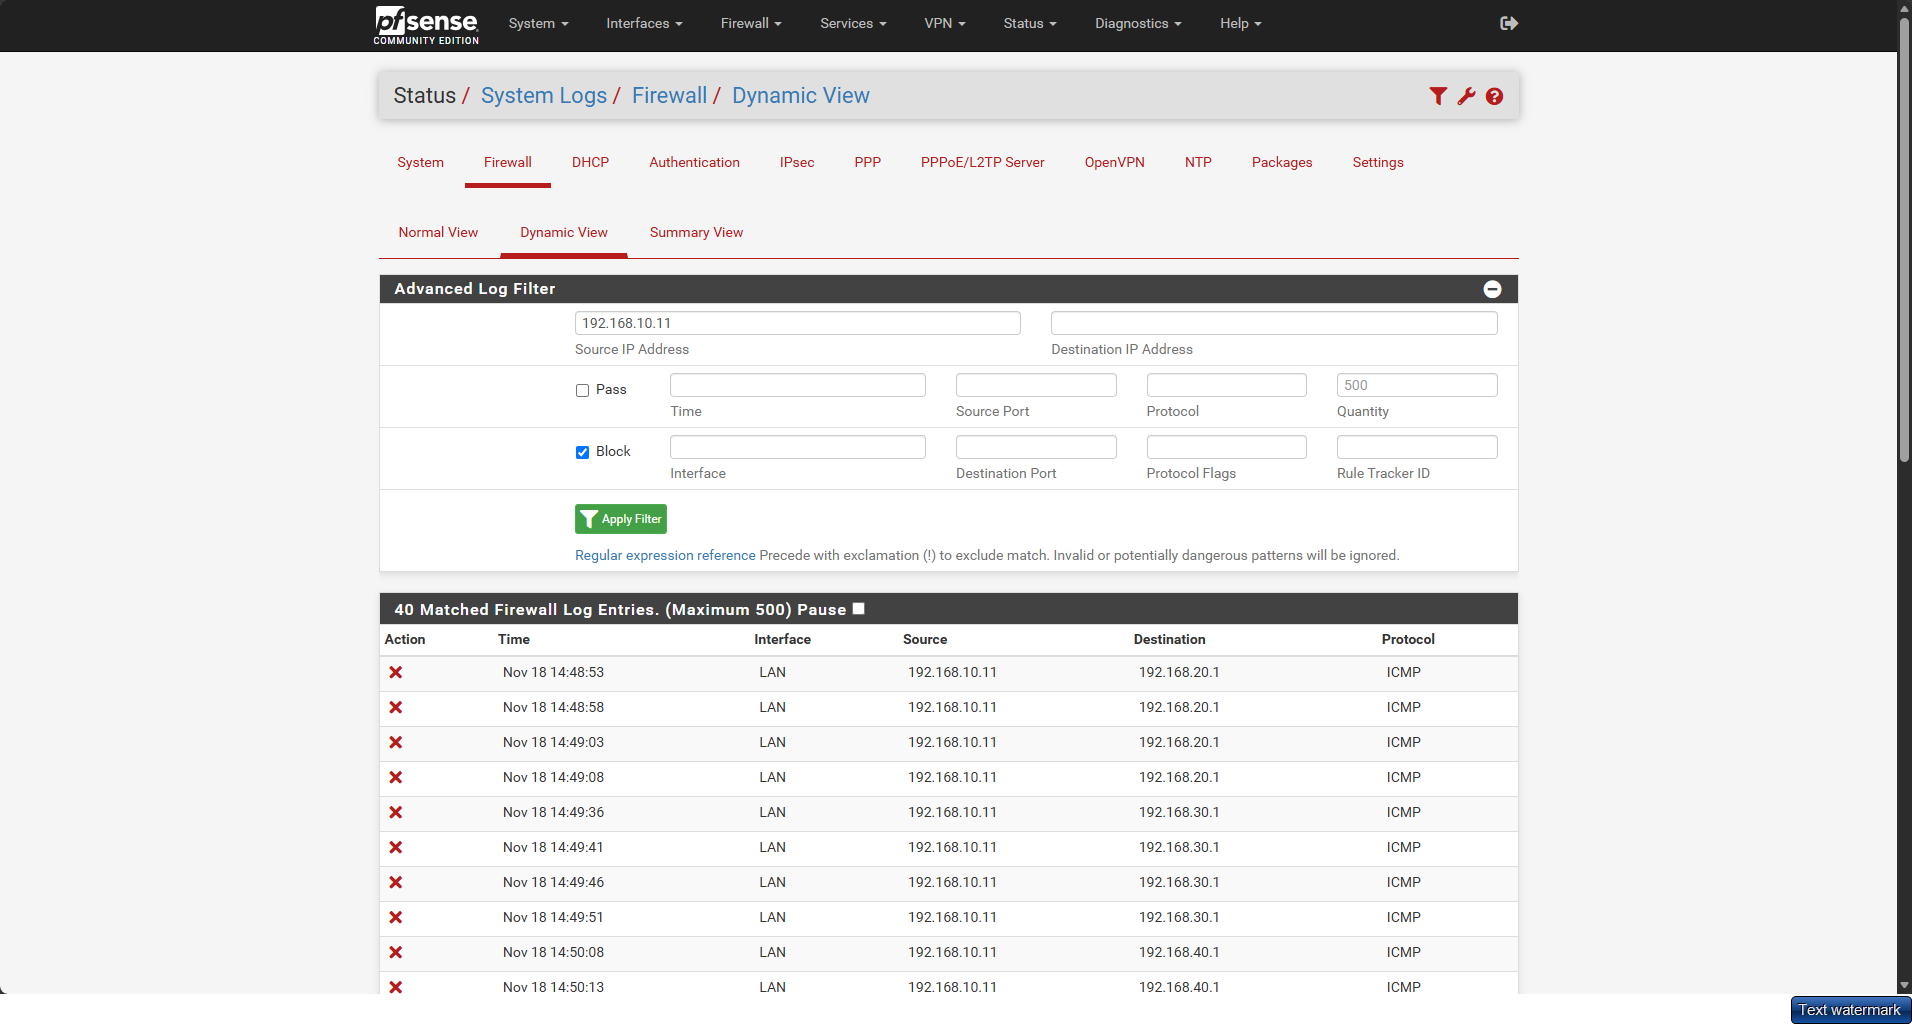 pfsense COMMUNITY EDITION System Interfaces Firewall Services VPN Status Diagnostics Help
Status / System Logs / Firewall / Dynamic View
System Firewall DHCP Authentication IPsec PPP PPPoE/L2TP Server OpenVPN NTP Packages Settings
Normal View Dynamic View Summary View
Advanced Log Filter
192.168.10.11
Source IP Address Destination IP Address
Pass 500
Time Source Port Protocol Quantity
Block
Interface Destination Port Protocol Flags Rule Tracker ID
Apply Filter
Regular expression reference Precede with exclamation (!) to exclude match. Invalid or potentially dangerous patterns will be ignored.
40 Matched Firewall Log Entries. (Maximum 500) Pause
Action Time Interface Source Destination Protocol
Nov 18 14:48:53 LAN 192.168.10.11 192.168.20.1 ICMP
Nov 18 14:48:58 LAN 192.168.10.11 192.168.20.1 ICMP
Nov 18 14:49:03 LAN 192.168.10.11 192.168.20.1 ICMP
Nov 18 14:49:08 LAN 192.168.10.11 192.168.20.1 ICMP
Nov 18 14:49:36 LAN 192.168.10.11 192.168.30.1 ICMP
Nov 18 14:49:41 LAN 192.168.10.11 192.168.30.1 ICMP
Nov 18 14:49:46 LAN 192.168.10.11 192.168.30.1 ICMP
Nov 18 14:49:51 LAN 192.168.10.11 192.168.30.1 ICMP
Nov 18 14:50:08 LAN 192.168.10.11 192.168.40.1 ICMP
Nov 18 14:50:13 LAN 192.168.10.11 192.168.40.1 ICMP
Text watermark